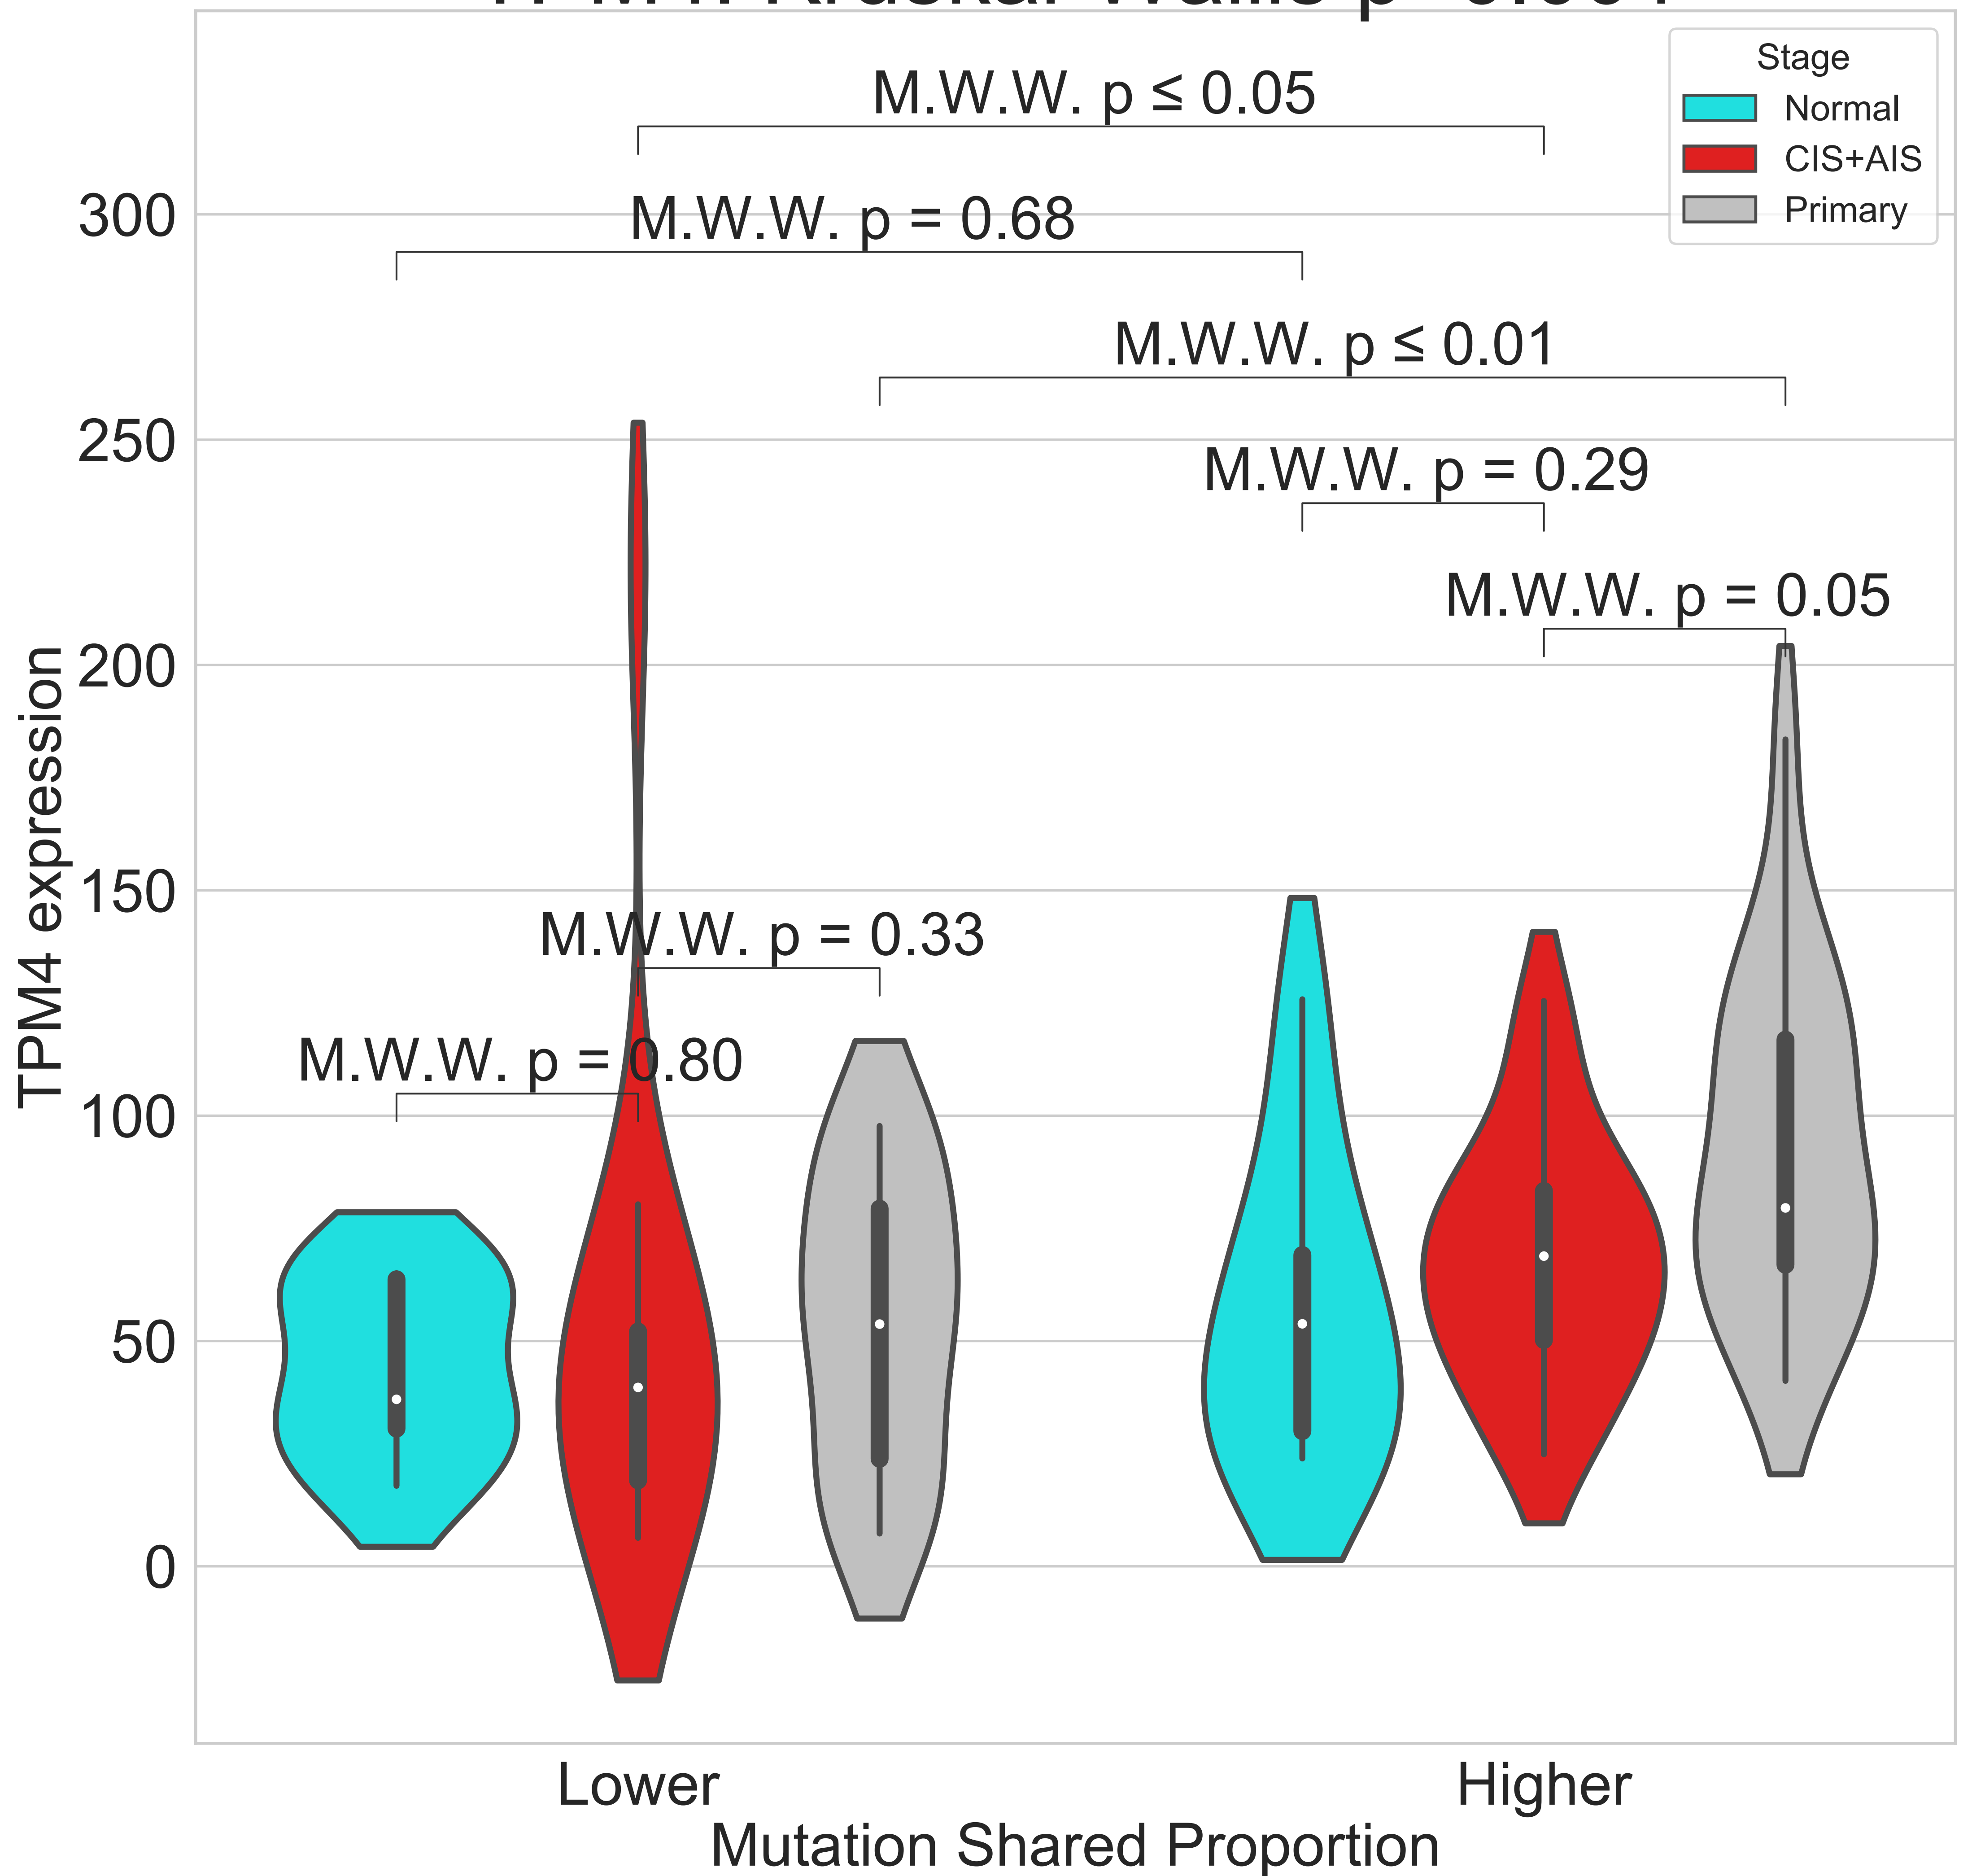 M.W.W. p ≤ 0.05
Stage
Normal
CIS+AIS
Primary
M.W.W. p = 0.68
M.W.W. p ≤ 0.01
M.W.W. p = 0.29
M.W.W. p = 0.05
M.W.W. p = 0.33
M.W.W. p = 0.80
300
250
200
150
100
50
0
TPM4 expression
Lower
Higher
Mutation Shared Proportion